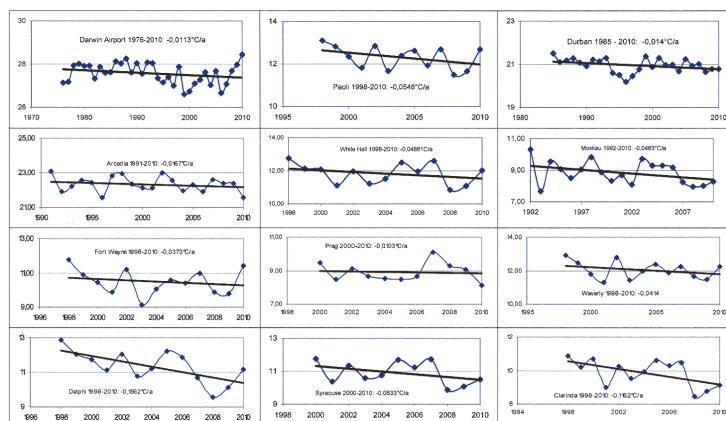 30
Darwin Airport 1976-2010: -0,0113°C/a
28
26
1970 1980 1990 2000 2010
15
14
12
Paoli 1998-2010: -0,0548°C/a
10
1995 2000 2005 2010
23
Durban 1985 - 2010: -0,014°C/a
21
19
1980 1985 1990 1995 2000 2005 2010
25,00
Arcadia 1991-2010: -0,0167°C/a
23,00
21,00
1990 1995 2000 2005 2010
14,00
White Hall 1998-2010: -0,04881°C/a
12,00
10,00
1998 2000 2002 2004 2006 2008 2010
11,00
Moskau 1992-2010: -0,0483°C/a
9,00
7,00
1992 1997 2002 2007
13,00
Fort Wayne 1998-2010: -0,0373°C/a
11,00
9,00
1996 1998 2000 2002 2004 2006 2008 2010
11,00
Prag 2000-2010: -0,0103°C/a
9,00
7,00
1998 2000 2002 2004 2006 2008 2010
14,00
12,00
Waverly 1998-2010: -0,0414
10,00
1995 2000 2005 2010
13
11
Delphi 1998-2010: -0,1562°C/a
9
1996 1998 2000 2002 2004 2006 2008 2010
13
11
Syracuse 2000-2010: -0,0833°C/a
9
1998 2000 2002 2004 2006 2008 2010
12
10
Clarinda 1998-2010: -0,1162°C/a
8
1994 1998 2002 2006 2010